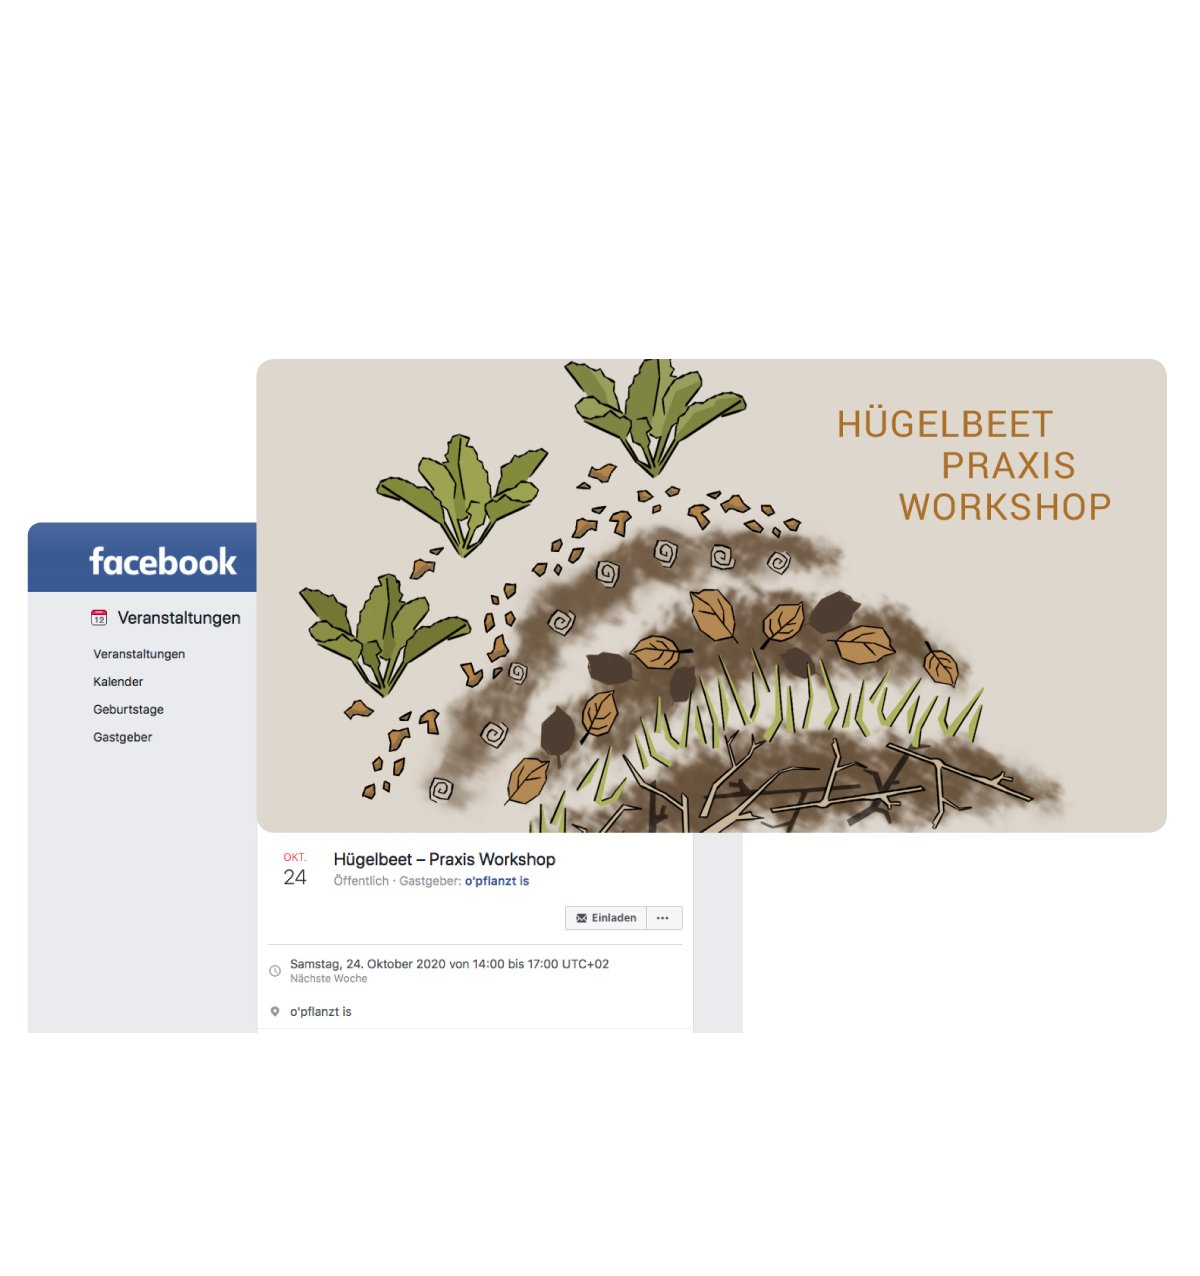 HÜGELBEET
PRAXIS
WORKSHOP
facebook
12
Veranstaltungen
Veranstaltungen
Kalender
Geburtstage
Gastgeber
OKT.
24
Hügelbeet – Praxis Workshop
Öffentlich · Gastgeber: o'pflanzt is
Einladen
Samstag, 24. Oktober 2020 von 14:00 bis 17:00 UTC+02
Nächste Woche
o'pflanzt is